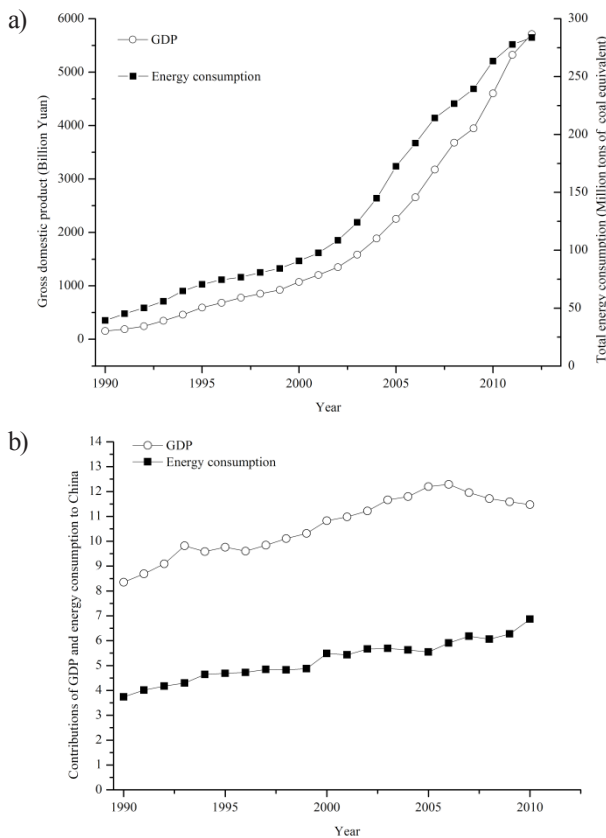 a)
6000
5000
4000
3000
2000
1000
0
Gross domestic product (Billion Yuan)
GDP
Energy consumption
300
250
200
150
100
50
0
Total energy consumption (Million tons of coal equivalent)
1990 1995 2000 2005 2010
Year
b)
14
13
12
11
10
9
8
7
6
5
4
3
2
1
0
Contributions of GDP and energy consumption to China
GDP
Energy consumption
1990 1995 2000 2005 2010
Year